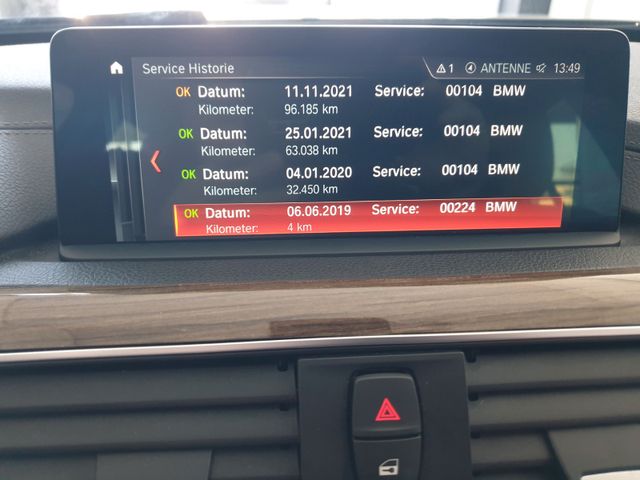 Service Historie 1 ANTENNE 13:49
OK Datum: 11.11.2021 Service: 00104 BMW
Kilometer: 96.185 km
OK Datum: 25.01.2021 Service: 00104 BMW
Kilometer: 63.038 km
OK Datum: 04.01.2020 Service: 00104 BMW
Kilometer: 32.450 km
OK Datum: 06.06.2019 Service: 00224 BMW
Kilometer: 4 km